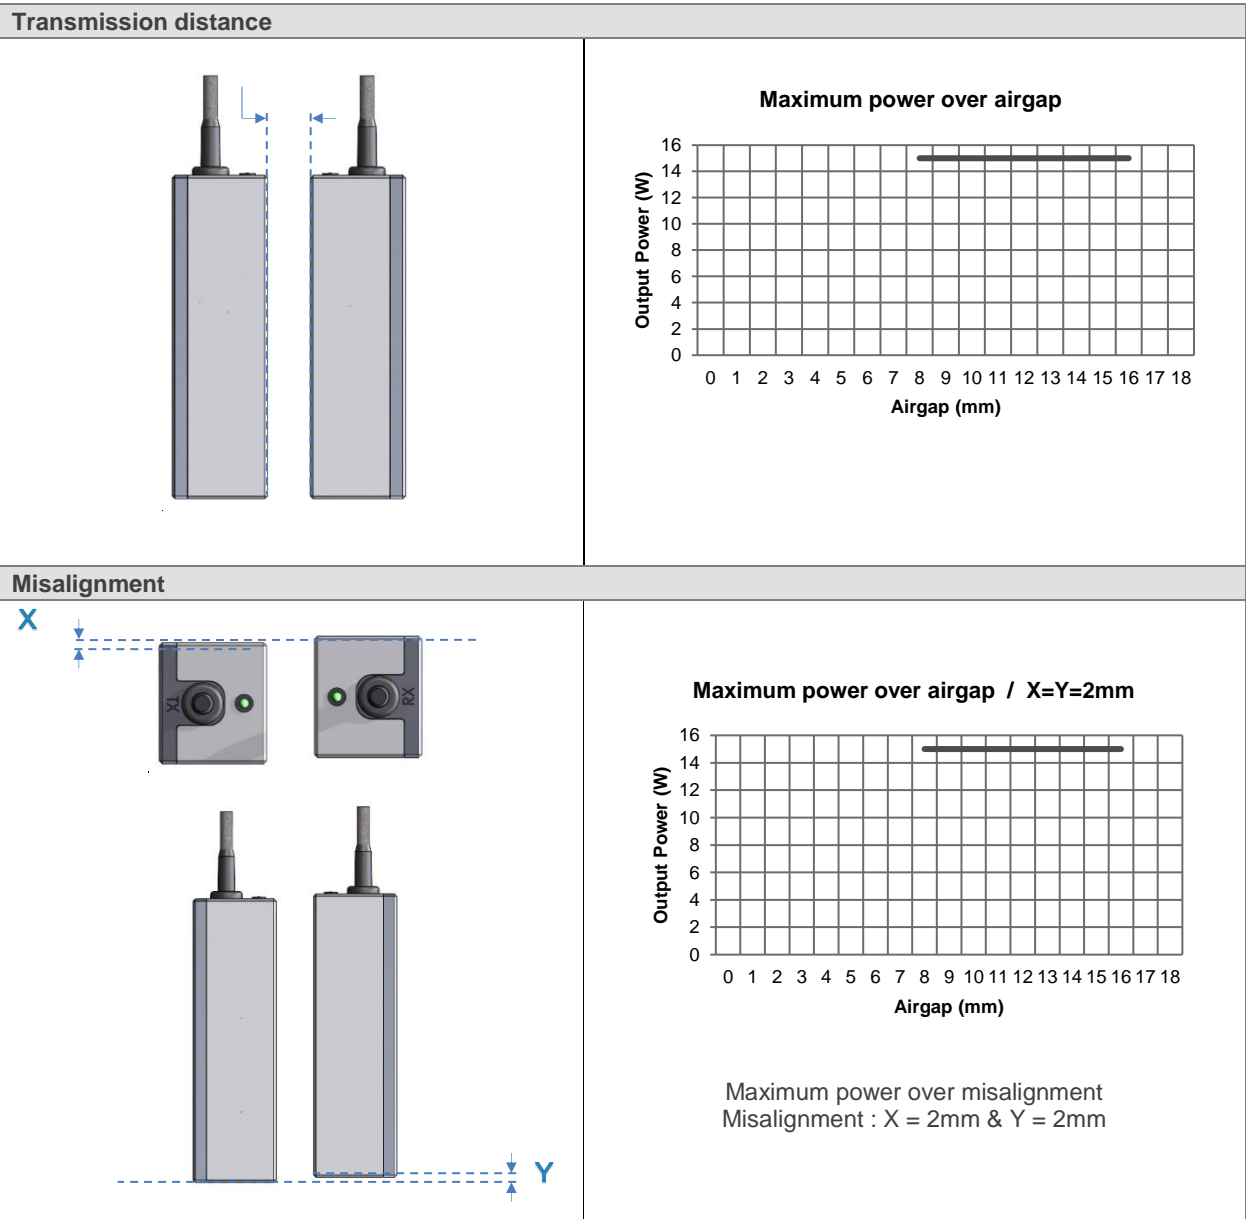 Transmission distance
Maximum power over airgap
Output Power (W)
16
14
12
10
8
6
4
2
0
0 1 2 3 4 5 6 7 8 9 10 11 12 13 14 15 16 17 18
Airgap (mm)
Misalignment
X
TX
RX
Y
Maximum power over airgap / X=Y=2mm
Output Power (W)
16
14
12
10
8
6
4
2
0
0 1 2 3 4 5 6 7 8 9 10 11 12 13 14 15 16 17 18
Airgap (mm)
Maximum power over misalignment
Misalignment : X = 2mm & Y = 2mm